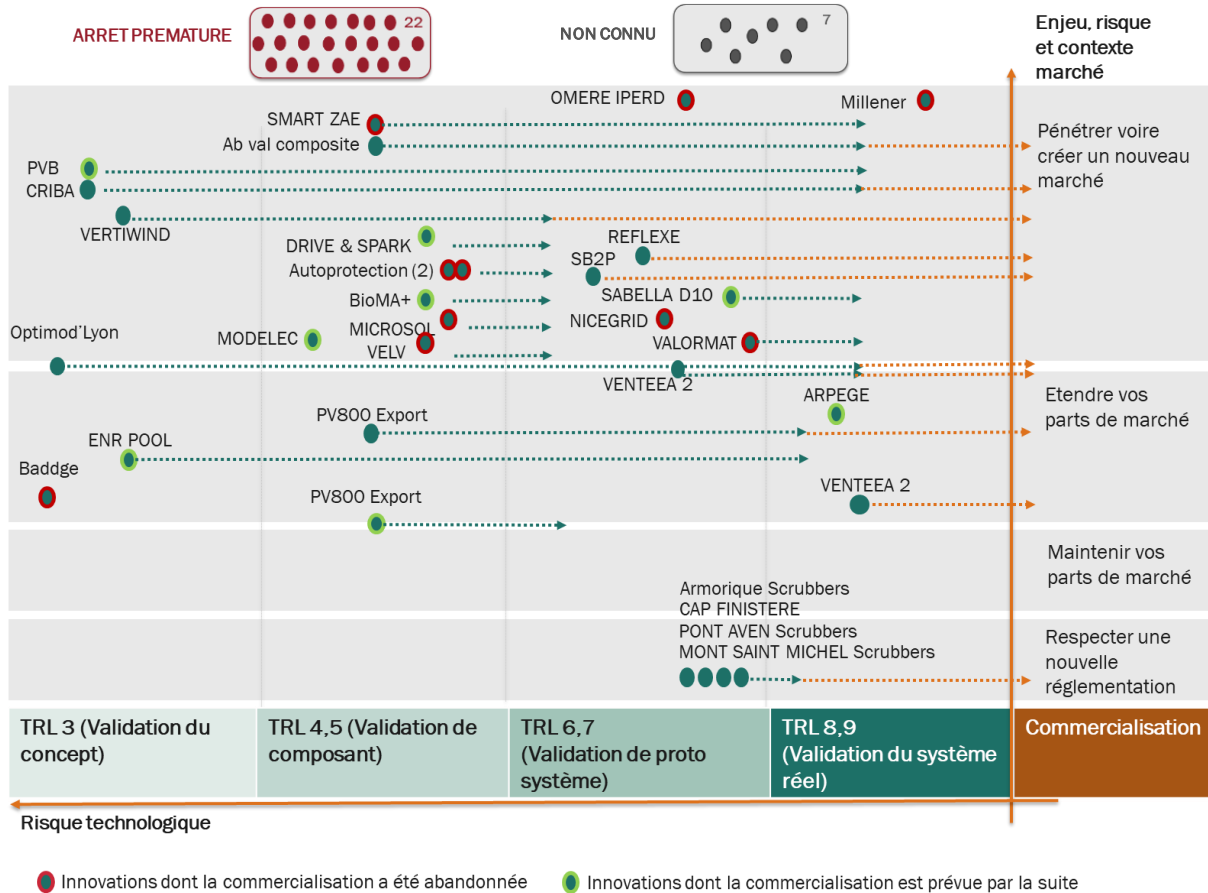 ARRET PREMATURE
22
NON CONNU
7
Enjeu, risque
et contexte
marché
OMERE IPERD
Millener
SMART ZAE
Ab val composite
Pénétrer voire
créer un nouveau
marché
PVB
CRIBA
VERTIWIND
DRIVE & SPARK
REFLEXE
Autoprotection (2)
SB2P
BioMA+
SABELLA D10
MICROSOL
NICEGRID
Optimod'Lyon
MODELEC
VELV
VALORMAT
VENTEEA 2
ARPEGE
Etendre vos
parts de marché
PV800 Export
ENR POOL
Baddge
PV800 Export
VENTEEA 2
Maintenir vos
parts de marché
Armorique Scrubbers
CAP FINISTERE
PONT AVEN Scrubbers
MONT SAINT MICHEL Scrubbers
Respecter une
nouvelle
réglementation
TRL 3 (Validation du
concept)
TRL 4,5 (Validation de
composant)
TRL 6,7
(Validation de proto
système)
TRL 8,9
(Validation du système
réel)
Commercialisation
Risque technologique
Innovations dont la commercialisation a été abandonnée
Innovations dont la commercialisation est prévue par la suite